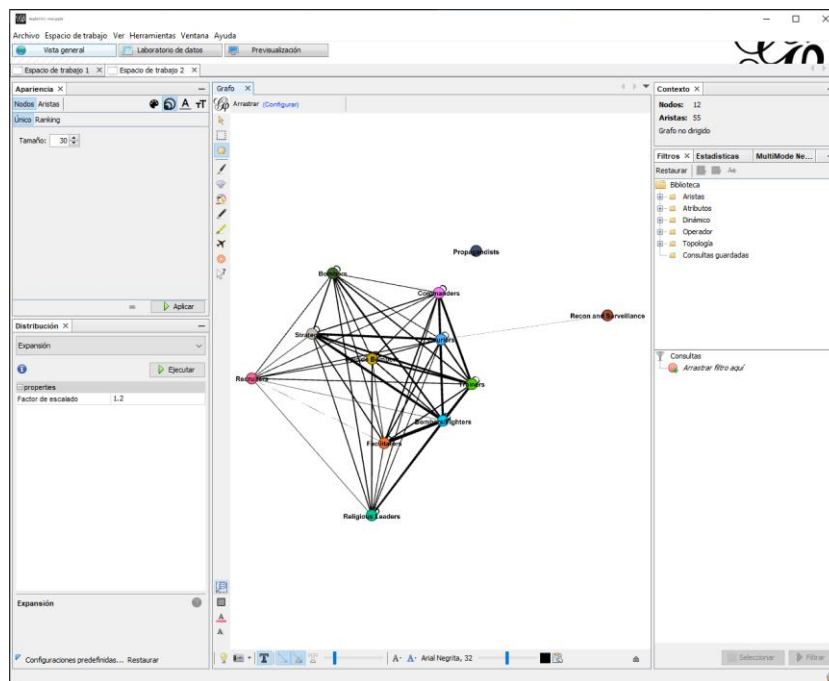 Archivo Espacio de trabajo Ver Herramientas Ventana Ayuda
Vista general
Laboratorio de datos
Previsualización
Espacio de trabajo 1 X
Espacio de trabajo 2 X
Apariencia X
Nodos Aristas
Único Ranking
Tamaño: 30
Aplicar
Distribución X
Expansión
Ejecutar
properties
Factor de escalado 1.2
Expansión
Configuraciones predefinidas... Restaurar
Grafo X
Arrastrar (Configurar)
Propagandists
Commanders
Recon and Surveillance
Recruiters
Trainers
Bombers/Fighters
Facilitators
Religious Leaders
A- A- Arial Negrita, 32
Contexto X
Nodos: 12
Aristas: 55
Grafo no dirigido
Filtros X Estadísticas MultiMode Ne...
Restaurar
Biblioteca
Aristas
Atributos
Dinámico
Operador
Topología
Consultas guardadas
Consultas
Arrastrar filtro aquí
Seleccionar
Filtrar